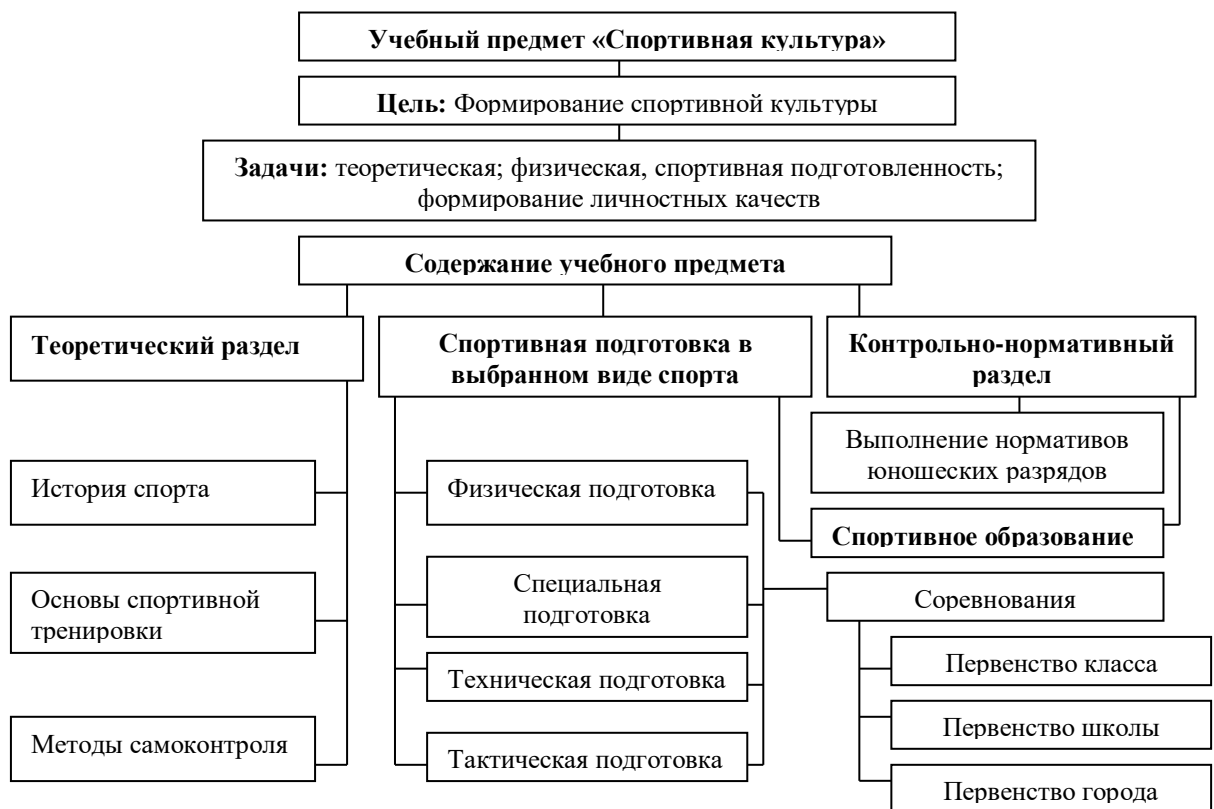 Учебный предмет «Спортивная культура»
Цель: Формирование спортивной культуры
Задачи: теоретическая; физическая, спортивная подготовленность;
формирование личностных качеств
Содержание учебного предмета
Теоретический раздел
История спорта
Основы спортивной
тренировки
Методы самоконтроля
Спортивная подготовка в
выбранном виде спорта
Физическая подготовка
Специальная
подготовка
Техническая подготовка
Тактическая подготовка
Контрольно-нормативный
раздел
Выполнение нормативов
юношеских разрядов
Спортивное образование
Соревнования
Первенство класса
Первенство школы
Первенство города